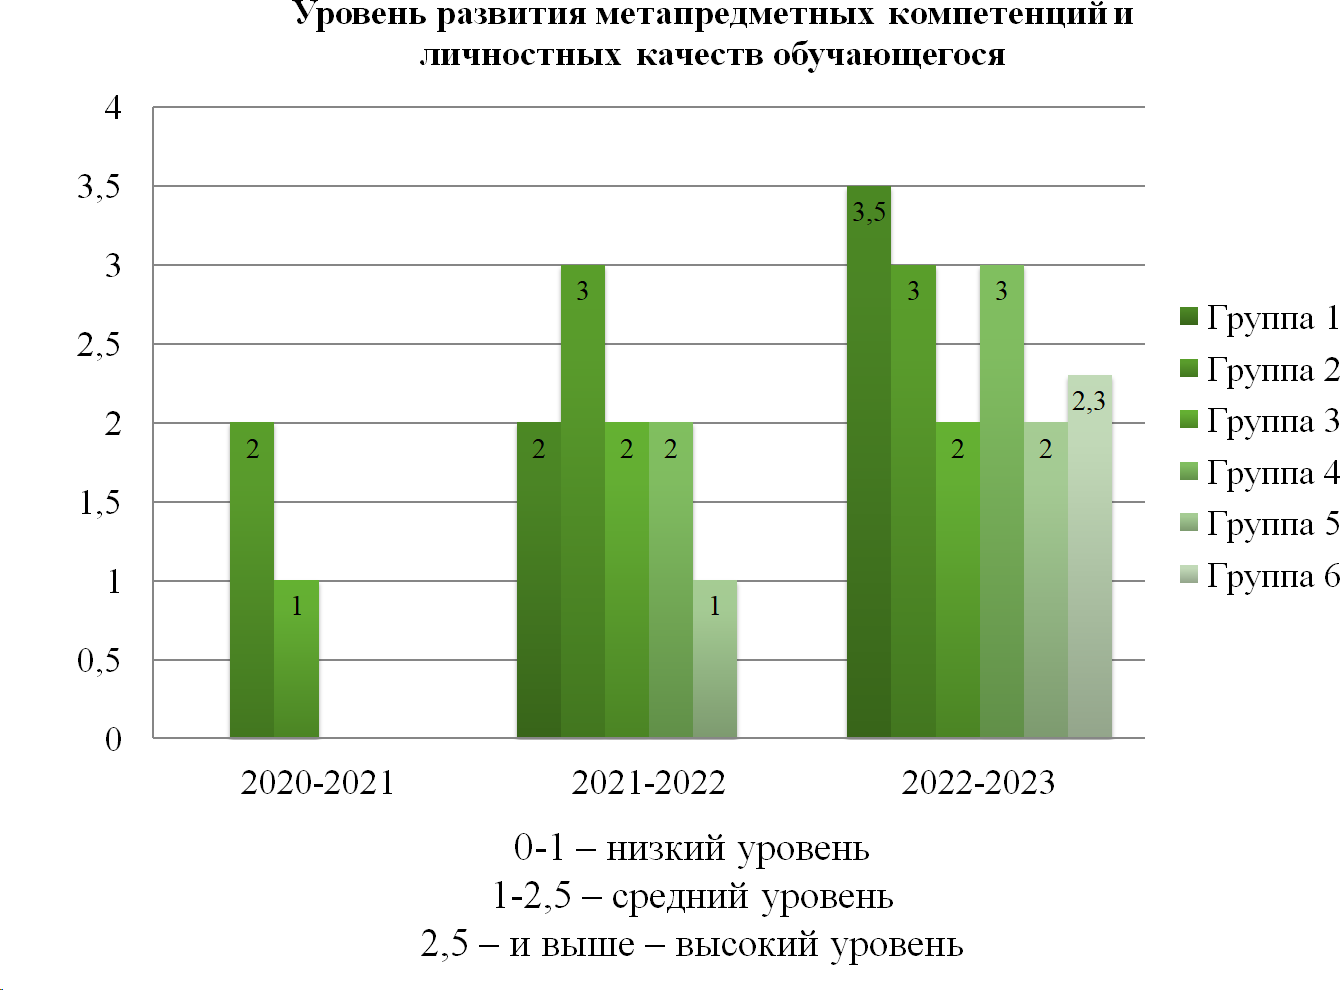 Уровень развития метапредметных компетенций и
личностных качеств обучающегося
4
3,5
3
2,5
2
1,5
1
0,5
0
2
1
2
3
2
2
1
3,5
3
2
3
2
2,3
2020-2021
2021-2022
2022-2023
Группа 1
Группа 2
Группа 3
Группа 4
Группа 5
Группа 6
0-1 – низкий уровень
1-2,5 – средний уровень
2,5 – и выше – высокий уровень